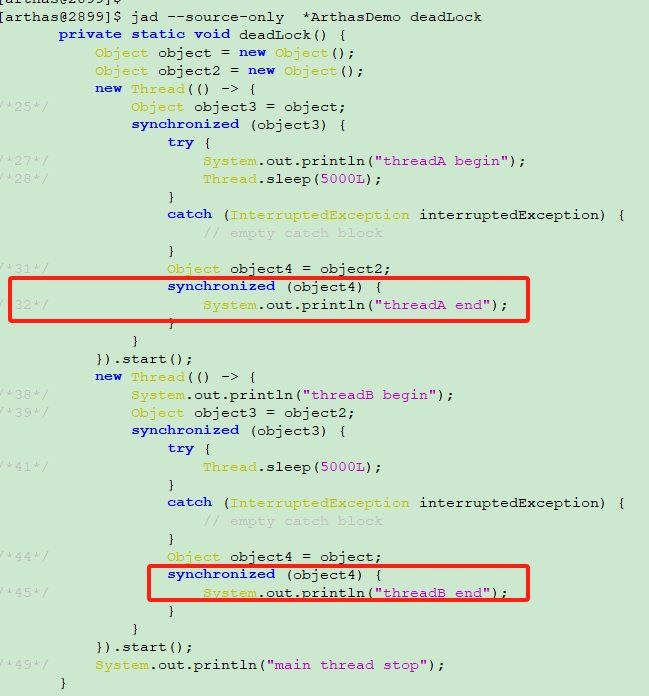 [arthas@2899]$
[arthas@2899]$ jad --source-only  *ArthasDemo deadLock
       private static void deadLock() {
           Object object = new Object();
           Object object2 = new Object();
           new Thread(() -> {
/*25*/         Object object3 = object;
               synchronized (object3) {
                   try {
/*27*/                 System.out.println("threadA begin");
/*28*/                 Thread.sleep(5000L);
                   }
                   catch (InterruptedException interruptedException) {
                       // empty catch block
                   }
/*31*/             Object object4 = object2;
                   synchronized (object4) {
/*32*/                 System.out.println("threadA end");
                   }
               }
           }).start();
           new Thread(() -> {
/*38*/         System.out.println("threadB begin");
/*39*/         Object object3 = object2;
               synchronized (object3) {
                   try {
/*41*/                 Thread.sleep(5000L);
                   }
                   catch (InterruptedException interruptedException) {
                       // empty catch block
                   }
/*44*/             Object object4 = object;
                   synchronized (object4) {
/*45*/                 System.out.println("threadB end");
                   }
               }
           }).start();
/*49*/     System.out.println("main thread stop");
       }